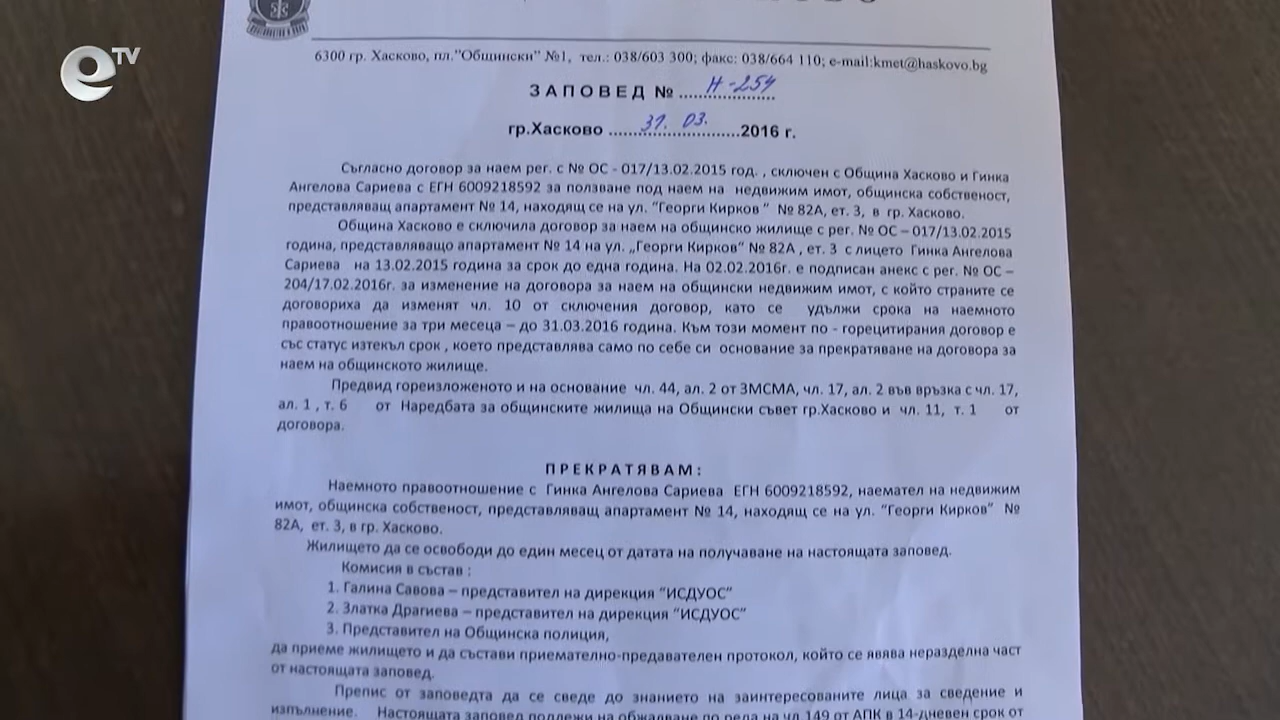 e TV
6300 гр. Хасково, пл."Общински" №1, тел.: 038/603 300; факс: 038/664 110; e-mail:kmet@haskovo.bg
ЗАПОВЕД № Н-254
гр.Хасково 31. 03. 2016 г.
Съгласно договор за наем рег. с № ОС - 017/13.02.2015 год. , сключен с Община Хасково и Гинка
Ангелова Сариева с ЕГН 6009218592 за ползване под наем на недвижим имот, общинска собственост,
представляващ апартамент № 14, находящ се на ул. "Георги Кирков " № 82А, ет. 3, в гр. Хасково.
Община Хасково е сключила договор за наем на общинско жилище с рег. № ОС – 017/13.02.2015
година, представляващо апартамент № 14 на ул. „Георги Кирков" № 82А , ет. 3 с лицето Гинка Ангелова
Сариева на 13.02.2015 година за срок до една година. На 02.02.2016г. е подписан анекс с рег. № ОС –
204/17.02.2016г. за изменение на договора за наем на общински недвижим имот, с който страните се
договориха да изменят чл. 10 от сключения договор, като се удължи срока на наемното
правоотношение за три месеца – до 31.03.2016 година. Към този момент по - горецитирания договор е
със статус изтекъл срок , което представлява само по себе си основание за прекратяване на договора за
наем на общинското жилище.
Предвид гореизложеното и на основание чл. 44, ал. 2 от ЗМСМА, чл. 17, ал. 2 във връзка с чл. 17,
ал. 1 , т. 6 от Наредбата за общинските жилища на Общински съвет гр.Хасково и чл. 11, т. 1 от
договора.
ПРЕКРАТЯВАМ:
Наемното правоотношение с Гинка Ангелова Сариева ЕГН 6009218592, наемател на недвижим
имот, общинска собственост, представляващ апартамент № 14, находящ се на ул. "Георги Кирков" №
82А, ет. 3, в гр. Хасково.
Жилището да се освободи до един месец от датата на получаване на настоящата заповед.
Комисия в състав :
1. Галина Савова – представител на дирекция "ИСДУОС"
2. Златка Драгиева – представител на дирекция "ИСДУОС"
3. Представител на Общинска полиция,
да приеме жилището и да състави приемателно-предавателен протокол, който се явява неразделна част
от настоящата заповед.
Препис от заповедта да се сведе до знанието на заинтересованите лица за сведение и
изпълнение. Настоящата заповед подлежи на обжалване по реда на чл.149 от АПК в 14-дневен срок от